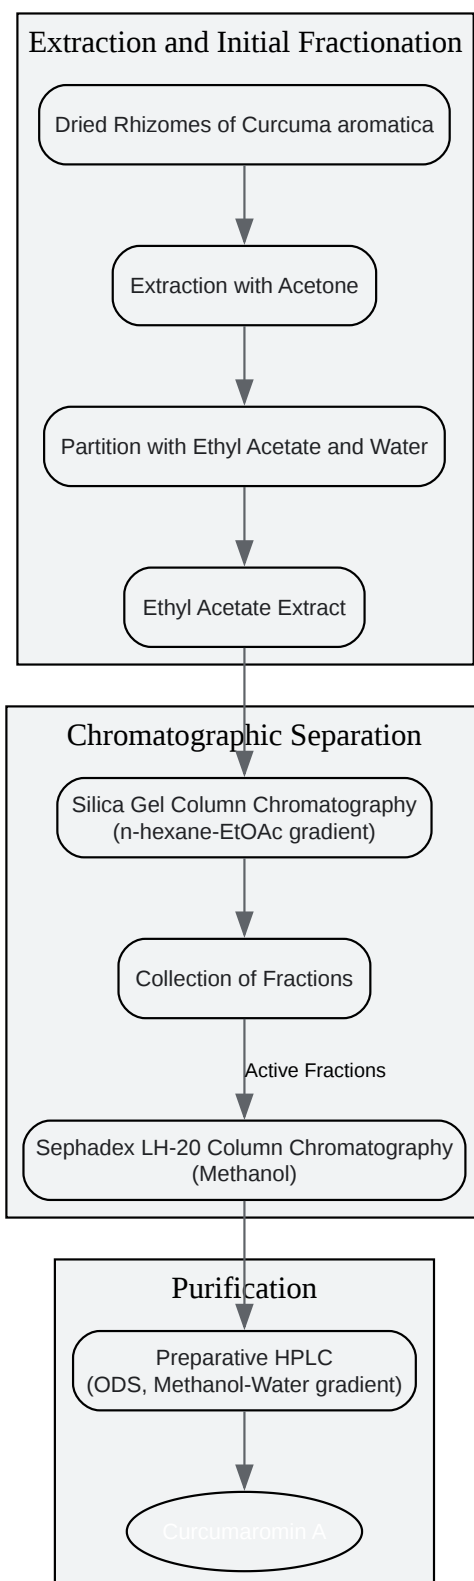 Extraction and Initial Fractionation
Dried Rhizomes of Curcuma aromatica
Extraction with Acetone
Partition with Ethyl Acetate and Water
Ethyl Acetate Extract
Chromatographic Separation
Silica Gel Column Chromatography
(n-hexane-EtOAc gradient)
Collection of Fractions
Active Fractions
Sephadex LH-20 Column Chromatography
(Methanol)
Purification
Preparative HPLC
(ODS, Methanol-Water gradient)
Curcumaromin A